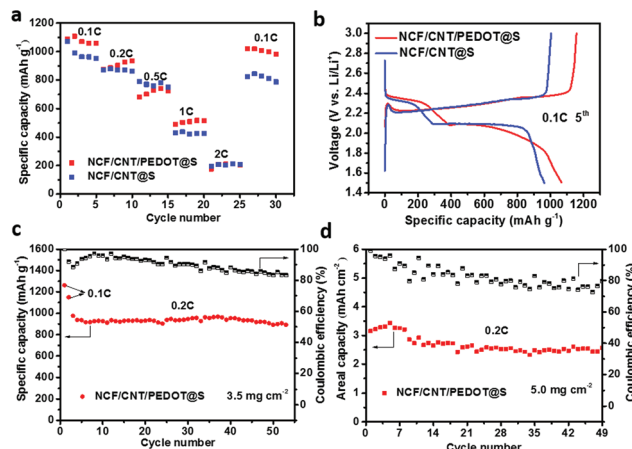 a
1200
1000
800
600
400
200
0
0.1C
0.2C
0.5C
1C
2C
0.1C
NCF/CNT/PEDOT@S
NCF/CNT@S
0 5 10 15 20 25 30
Cycle number
Specific capacity (mAh g⁻¹)
b
NCF/CNT/PEDOT@S
NCF/CNT@S
3.0
2.7
2.4
2.1
1.8
1.5
0.1C 5ᵗʰ
0 200 400 600 800 1000 1200
Specific capacity (mAh g⁻¹)
Voltage (V vs. Li/Li⁺)
c
1600
1400
1200
1000
800
600
400
200
0
0.1C
0.2C
100
80
60
40
20
0
NCF/CNT/PEDOT@S 3.5 mg cm⁻²
0 10 20 30 40 50
Cycle number
Specific capacity (mAh g⁻¹)
Coulombic efficiency (%)
d
6
5
4
3
2
1
0
0.2C
100
80
60
40
20
0
5.0 mg cm⁻²
NCF/CNT/PEDOT@S
0 7 14 21 28 35 42 49
Cycle number
Areal capacity (mAh cm⁻²)
Coulombic efficiency (%)